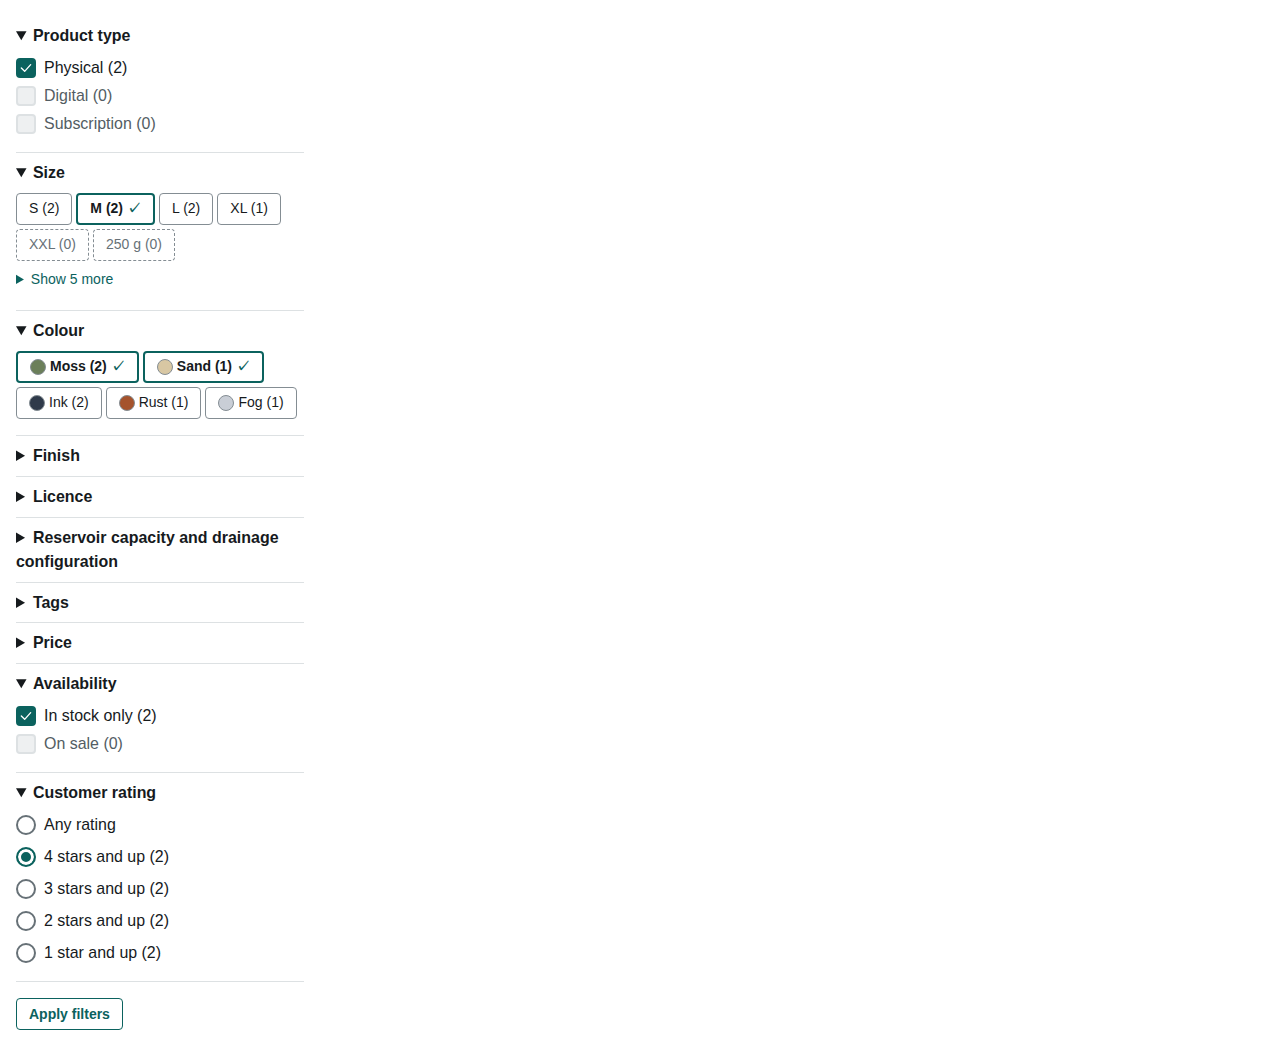 Product type
Physical (2)
Digital (0)
Subscription (0)
Size
S (2) M (2) ✓ L (2) XL (1)
XXL (0) 250 g (0)
Show 5 more
Colour
Moss (2) ✓ Sand (1) ✓
Ink (2) Rust (1) Fog (1)
Finish
Licence
Reservoir capacity and drainage
configuration
Tags
Price
Availability
In stock only (2)
On sale (0)
Customer rating
Any rating
4 stars and up (2)
3 stars and up (2)
2 stars and up (2)
1 star and up (2)
Apply filters